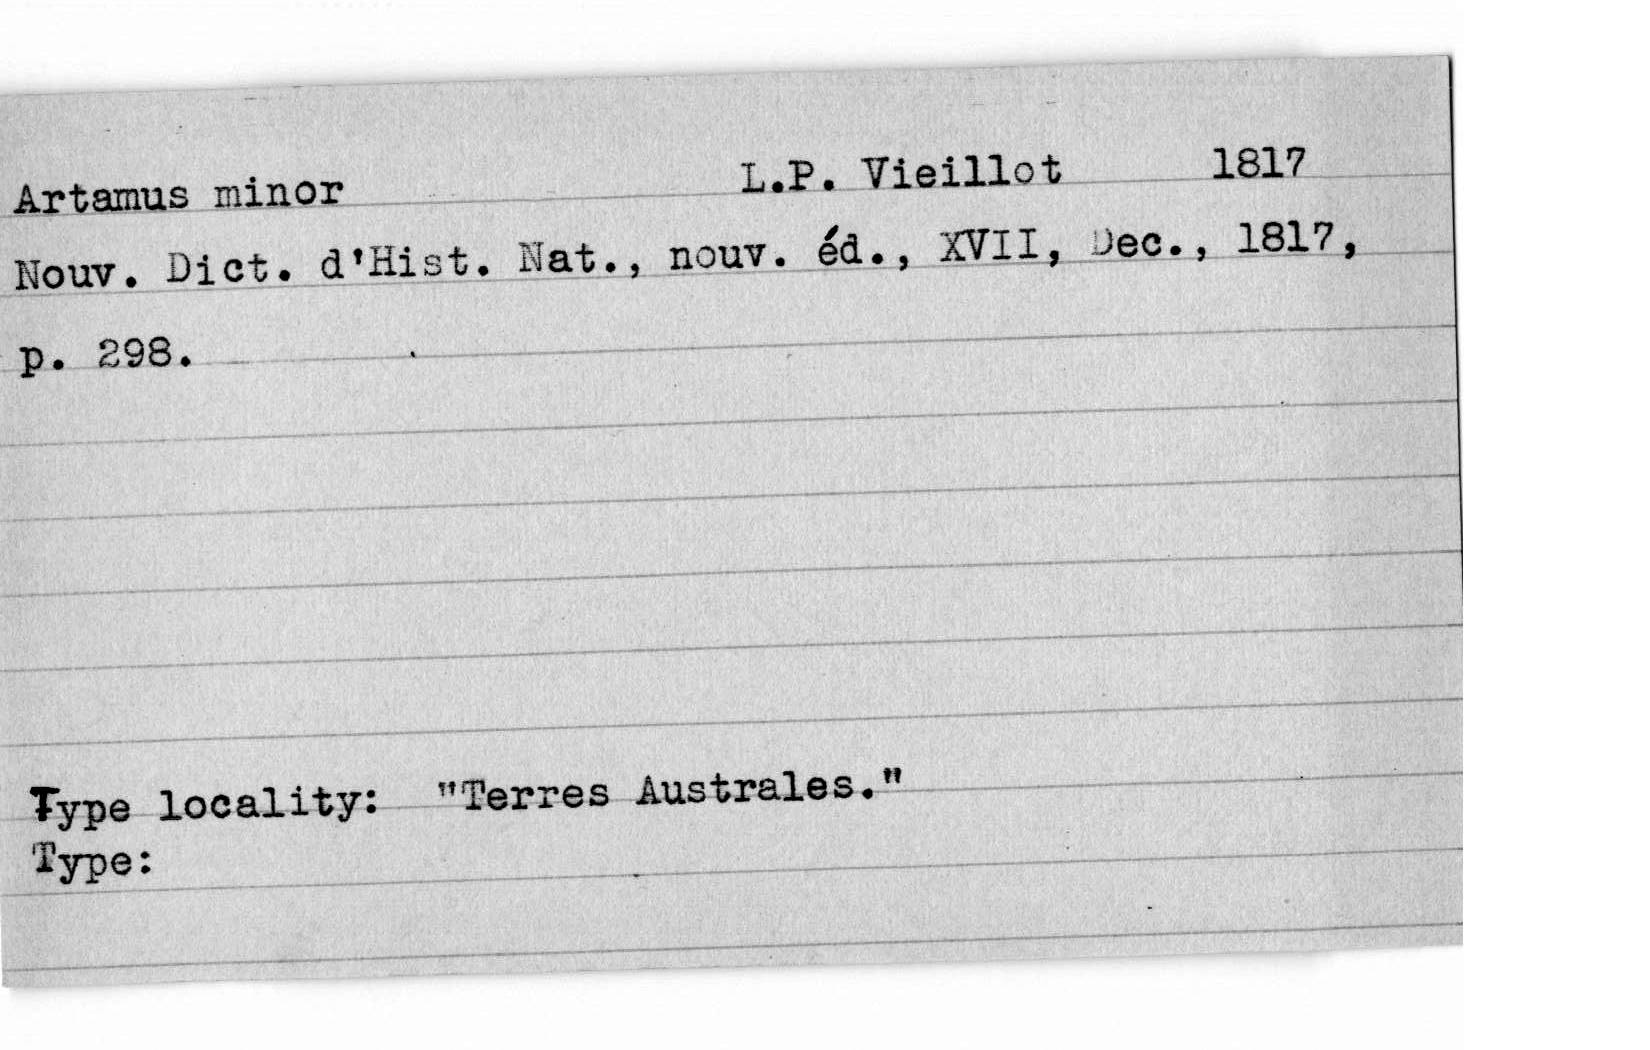 Artamus minor L.P. Vieillot 1817
Nouv. Dict. d'Hist. Nat., nouv. éd., XVII, Dec., 1817,
p. 298.
Type locality: "Terres Australes."
Type: